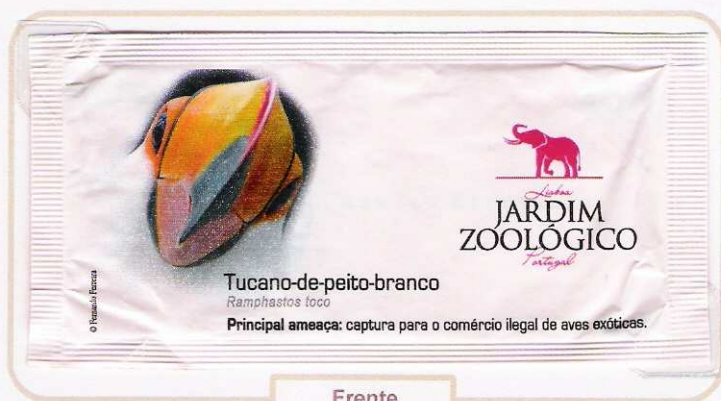 Lisboa
JARDIM
ZOOLÓGICO
Portugal
Tucano-de-peito-branco
Ramphastos toco
Principal ameaça: captura para o comércio ilegal de aves exóticas.
© Fernando Ferreira
Frente